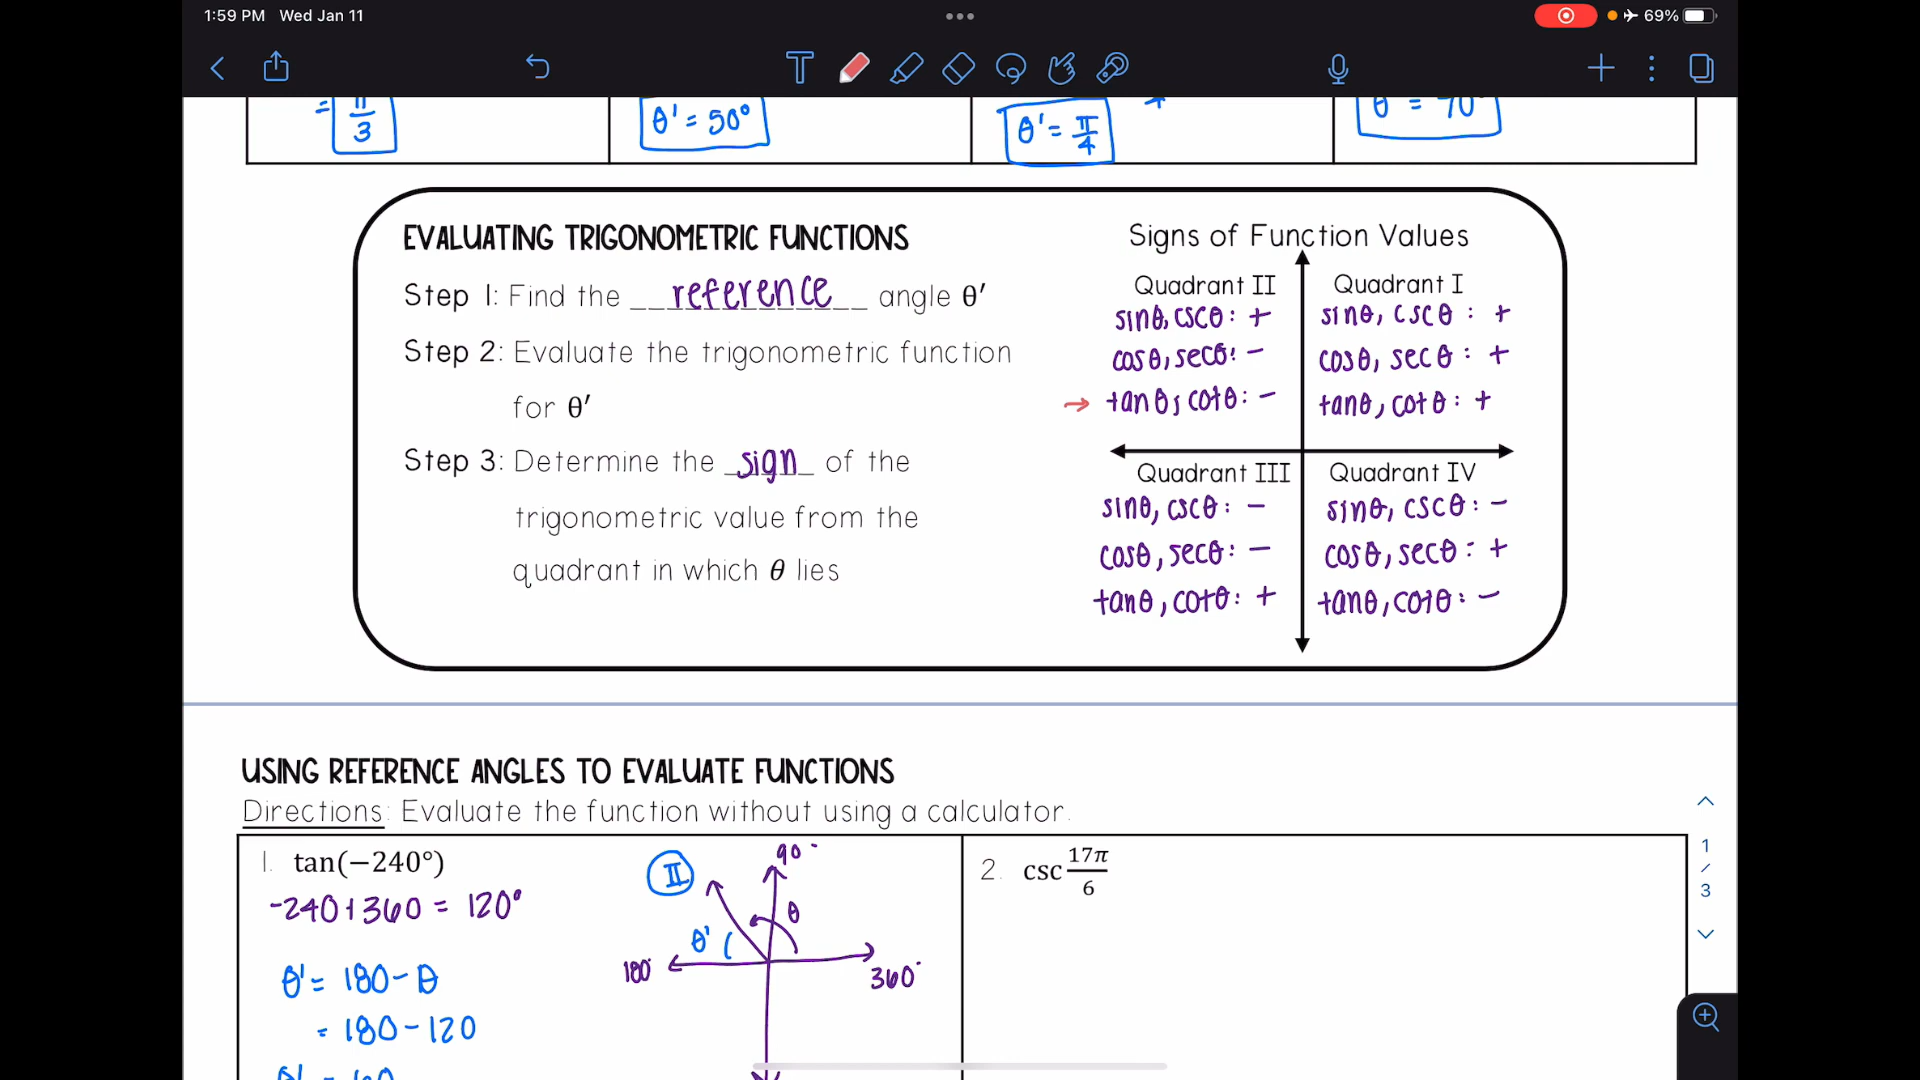 1:59 PM Wed Jan 11
69%
= π/3
θ' = 50°
θ' = π/4
θ = 70
EVALUATING TRIGONOMETRIC FUNCTIONS
Step 1: Find the reference angle θ′
Step 2: Evaluate the trigonometric function
for θ′
Step 3: Determine the sign of the
trigonometric value from the
quadrant in which θ lies
Signs of Function Values
Quadrant II
sinθ, cscθ: +
cosθ, secθ: −
→ tanθ, cotθ: −
Quadrant I
sinθ, cscθ: +
cosθ, secθ: +
tanθ, cotθ: +
Quadrant III
sinθ, cscθ: −
cosθ, secθ: −
tanθ, cotθ: +
Quadrant IV
sinθ, cscθ: −
cosθ, secθ: +
tanθ, cotθ: −
USING REFERENCE ANGLES TO EVALUATE FUNCTIONS
Directions: Evaluate the function without using a calculator.
1. tan(−240°)
-240+360 = 120°
θ' = 180 − θ
= 180 − 120
II
90°
θ
θ'
180°
360°
2. csc 17π/6
1/3